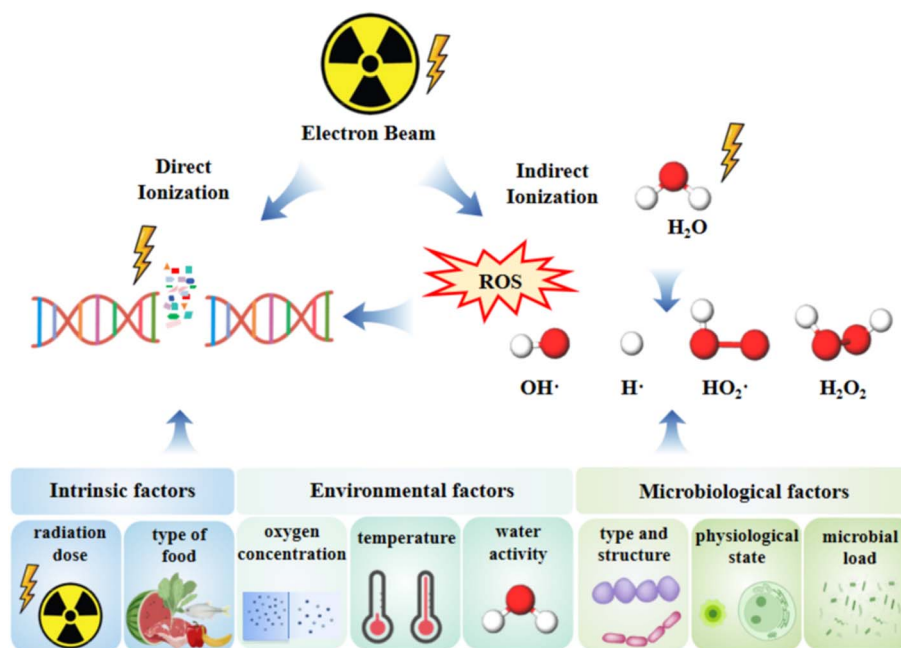 Electron Beam
Direct
Ionization
Indirect
Ionization
H₂O
ROS
OH·
H·
HO₂·
H₂O₂
Intrinsic factors
Environmental factors
Microbiological factors
radiation
dose
type of
food
oxygen
concentration
temperature
water
activity
type and
structure
physiological
state
microbial
load